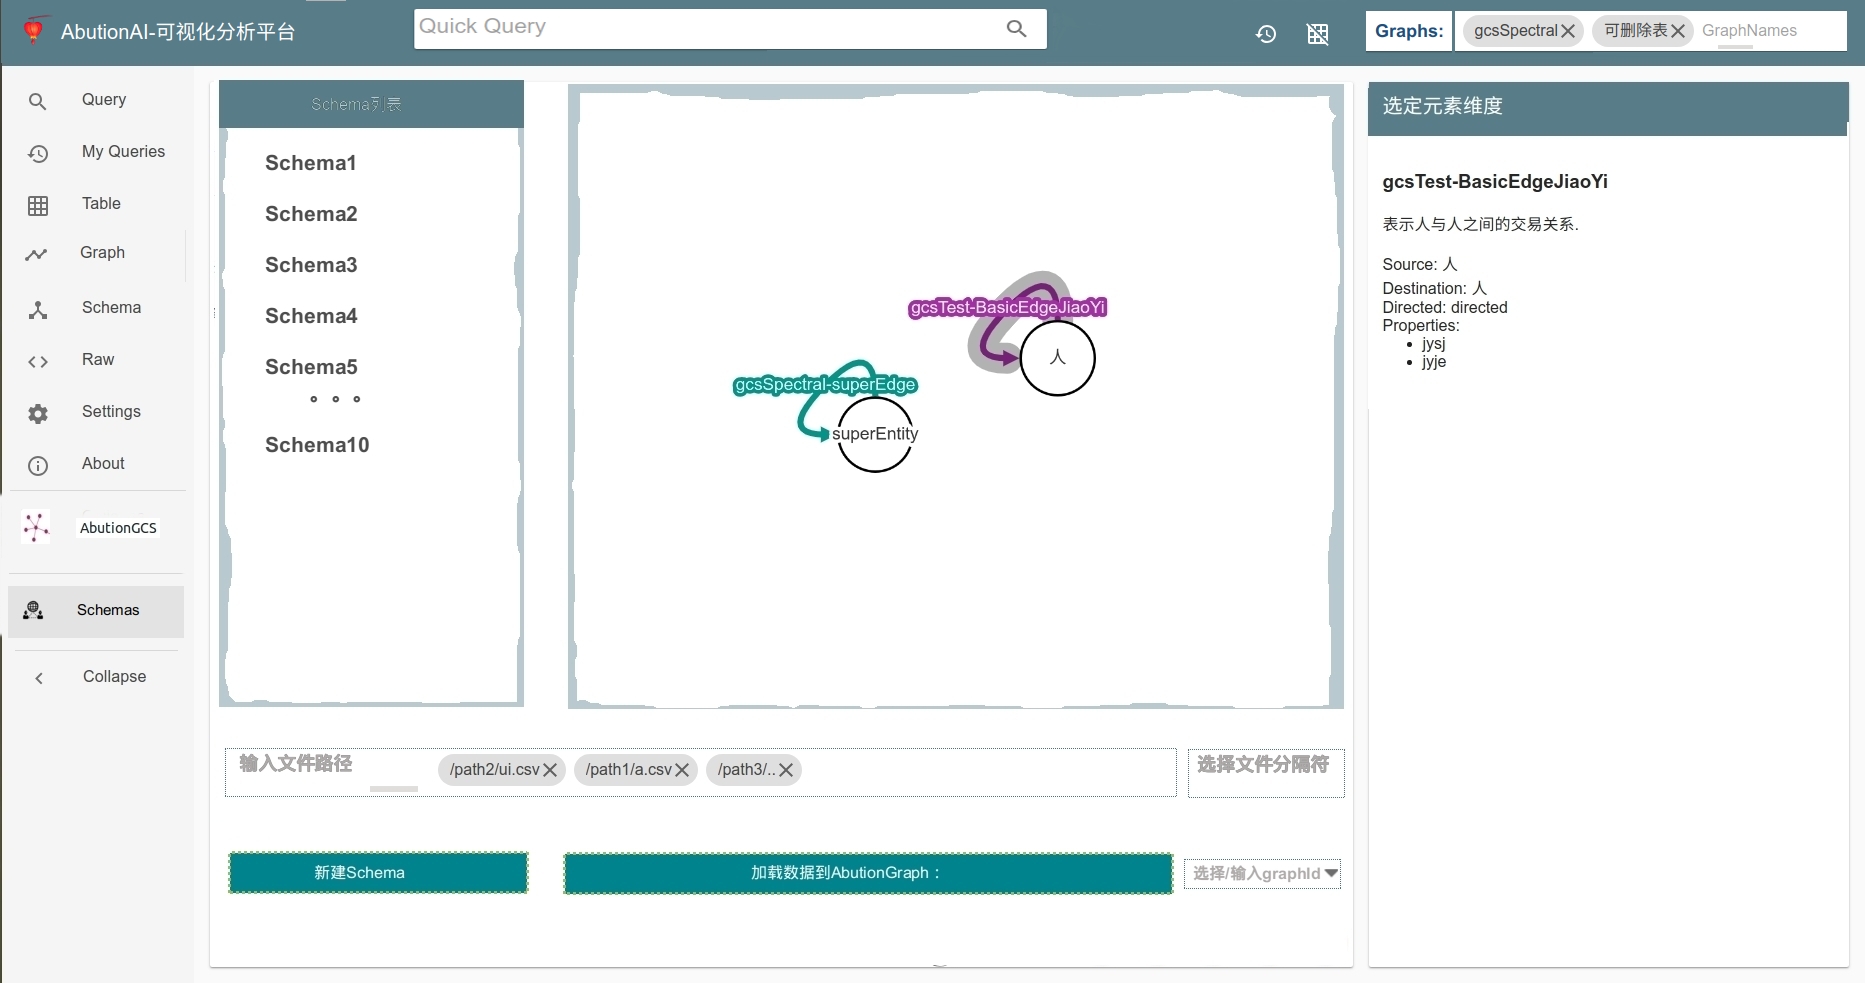 AbutionAI-可视化分析平台
Quick Query
Graphs:
gcsSpectral
可删除表
GraphNames
Query
My Queries
Table
Graph
Schema
Raw
Settings
About
AbutionGCS
Schemas
Collapse
Schema列表
Schema1
Schema2
Schema3
Schema4
Schema5
。。。
Schema10
gcsTest-BasicEdgeJiaoYi
人
gcsSpectral-superEdge
superEntity
输入文件路径
/path2/ui.csv
/path1/a.csv
/path3/..
选择文件分隔符
新建Schema
加载数据到AbutionGraph：
选择/输入graphId
选定元素维度
gcsTest-BasicEdgeJiaoYi
表示人与人之间的交易关系.
Source: 人
Destination: 人
Directed: directed
Properties:
• jysj
• jyje